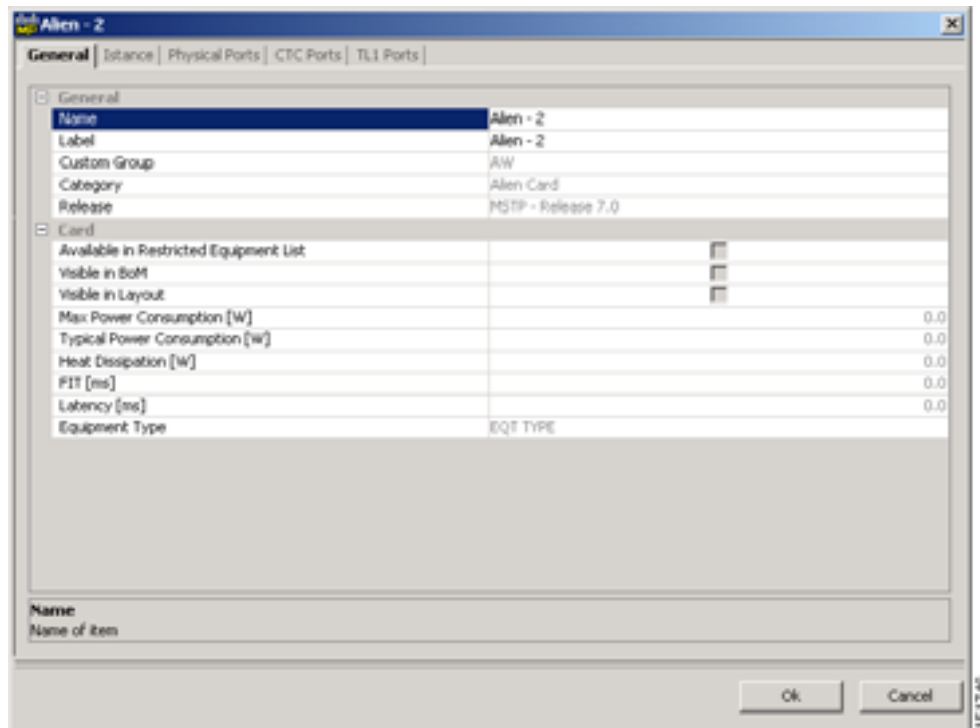 Alien - 2
General Istance Physical Ports CTC Ports TL1 Ports
General
Name Alien - 2
Label Alien - 2
Custom Group AW
Category Alien Card
Release MSTP - Release 7.0
Card
Available in Restricted Equipment List
Visible in BoM
Visible in Layout
Max Power Consumption [W] 0.0
Typical Power Consumption [W] 0.0
Heat Dissipation [W] 0.0
FIT [ms] 0.0
Latency [ms] 0.0
Equipment Type EQT TYPE
Name
Name of item
Ok Cancel